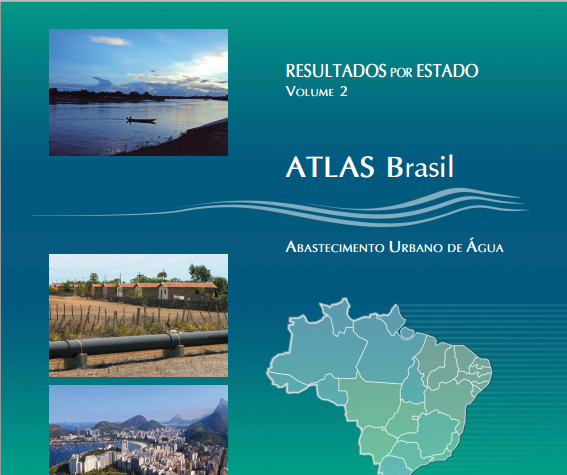 RESULTADOS POR ESTADO
VOLUME 2
ATLAS Brasil
ABASTECIMENTO URBANO DE ÁGUA